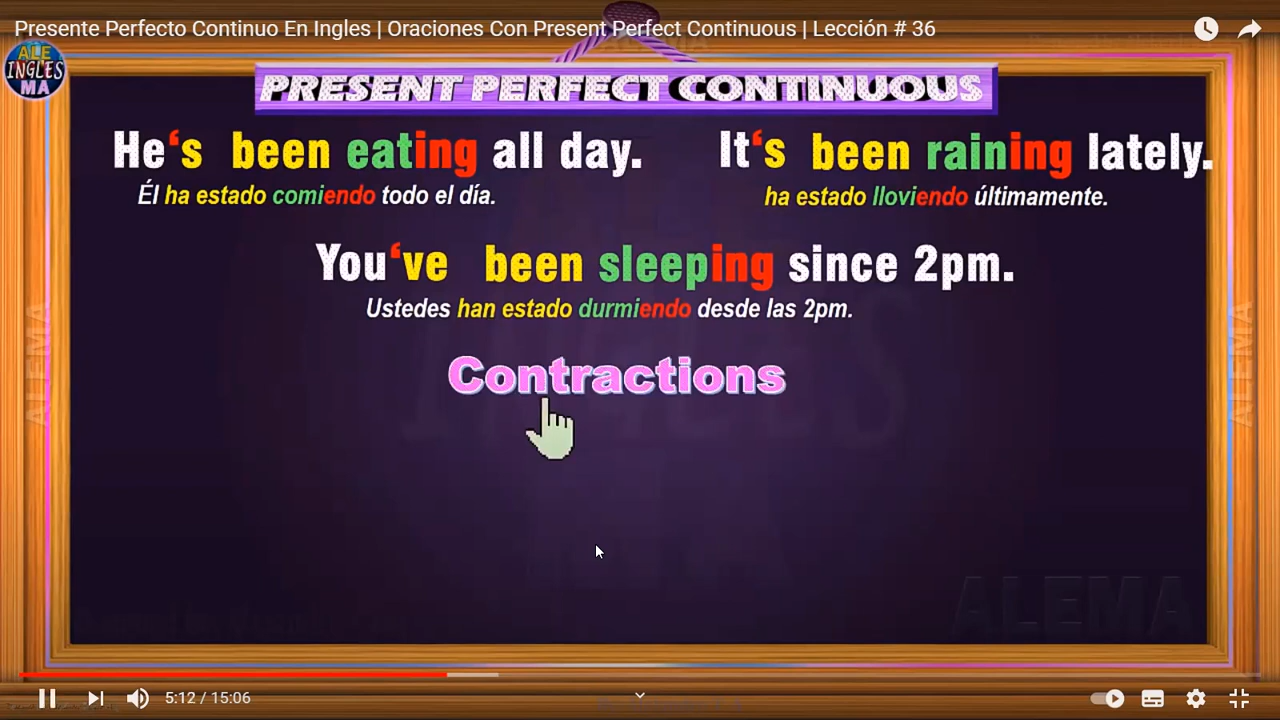 Presente Perfecto Continuo En Ingles | Oraciones Con Present Perfect Continuous | Lección # 36
ALE
INGLES
MA
PRESENT PERFECT CONTINUOUS
He‘s been eating all day.
It‘s been raining lately.
Él ha estado comiendo todo el día.
ha estado lloviendo últimamente.
You‘ve been sleeping since 2pm.
Ustedes han estado durmiendo desde las 2pm.
Contractions
ALEMA
ALEMA
ALEMA
5:12 / 15:06